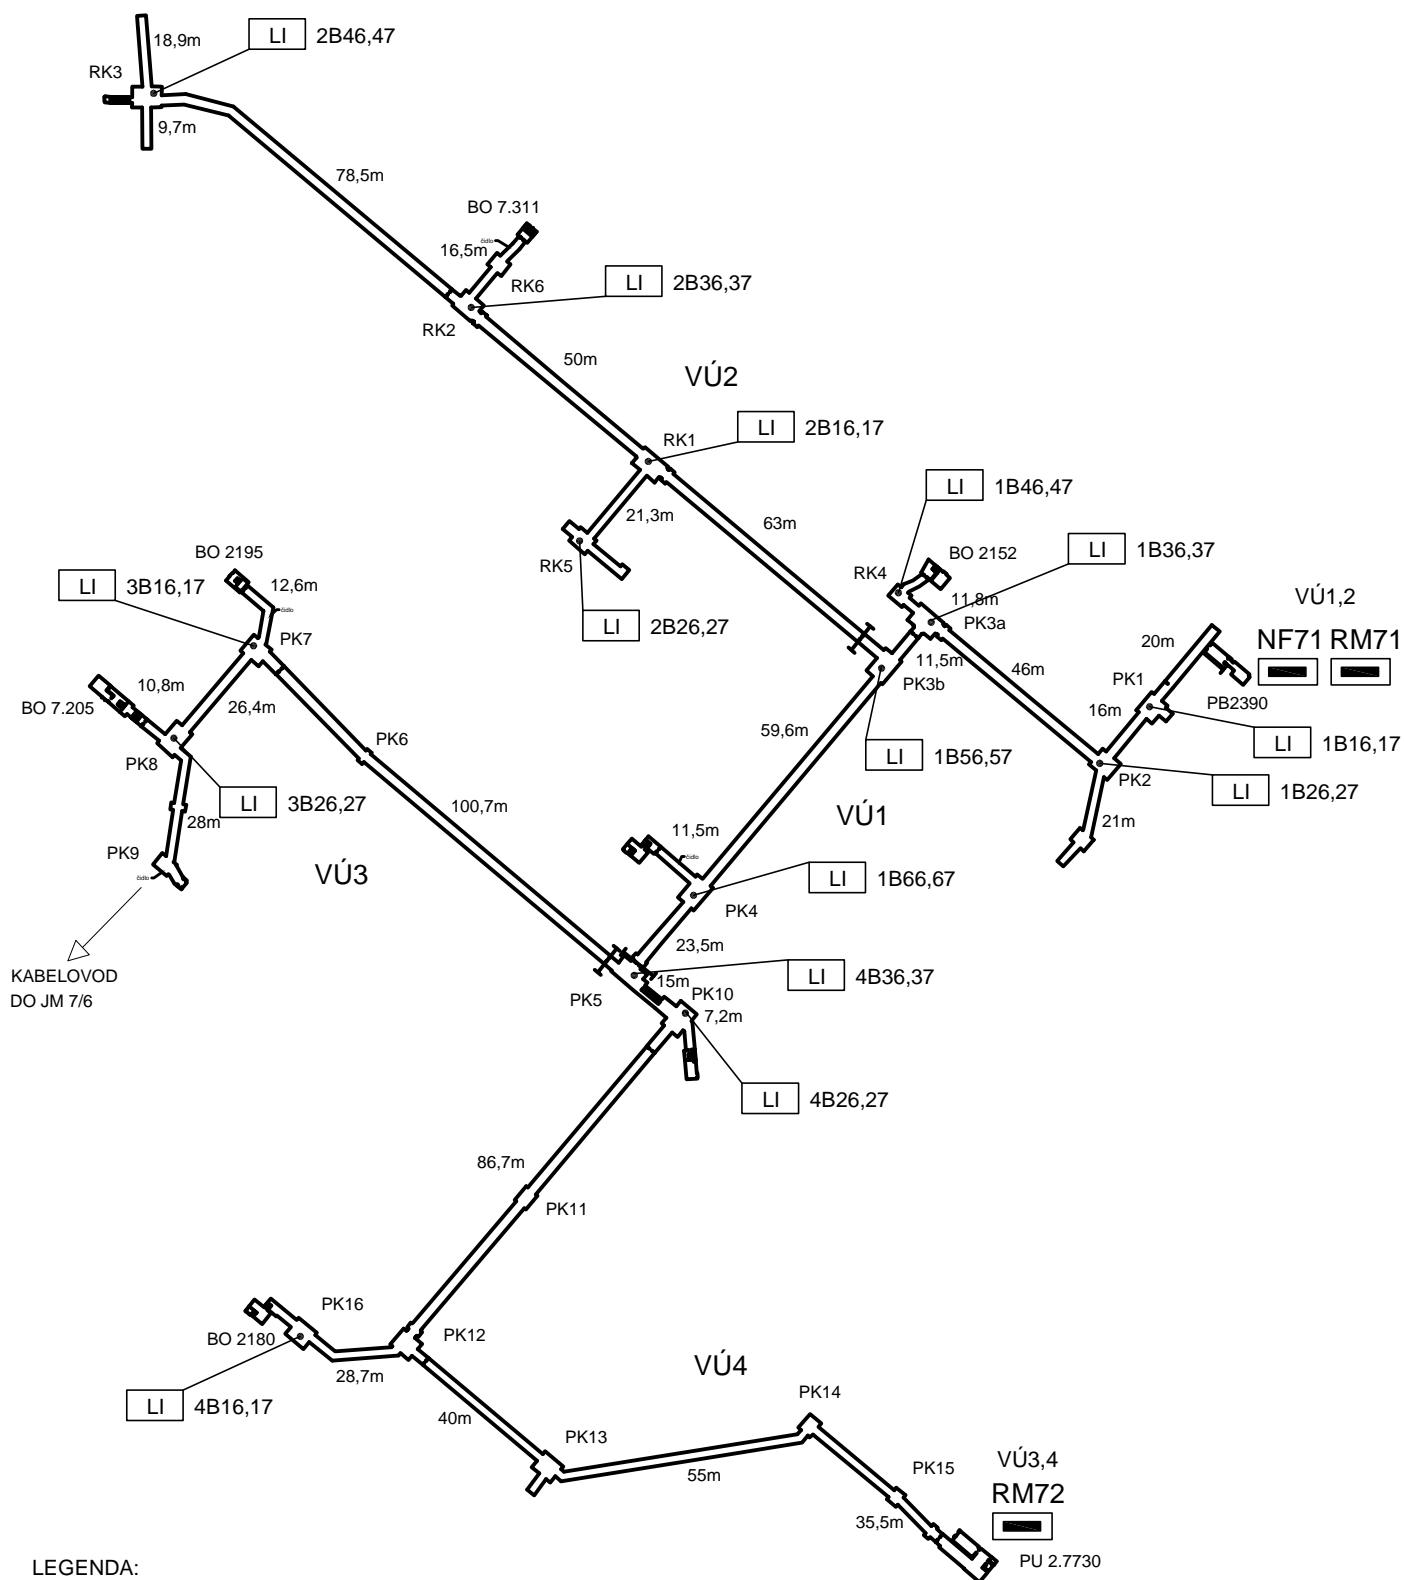 18,9m
LI 2B46,47
RK3
9,7m
78,5m
BO 7.311
čidlo
16,5m
RK6
LI 2B36,37
RK2
50m
VÚ2
LI 2B16,17
RK1
21,3m
63m
LI 1B46,47
RK5
LI 2B26,27
BO 2152
RK4
11,8m
LI 1B36,37
PK3a
VÚ1,2
NF71 RM71
20m
PK1
PB2390
BO 2195
12,6m
LI 3B16,17
čidlo
PK7
11,5m
PK3b
46m
16m
LI 1B16,17
10,8m
BO 7.205
26,4m
PK8
PK6
59,6m
LI 1B56,57
PK2
LI 1B26,27
LI 3B26,27
100,7m
28m
VÚ1
21m
11,5m
čidlo
PK9
čidlo
VÚ3
LI 1B66,67
PK4
23,5m
KABELOVOD
DO JM 7/6
LI 4B36,37
15m
PK5
PK10
7,2m
LI 4B26,27
86,7m
PK11
PK16
BO 2180
PK12
28,7m
LI 4B16,17
VÚ4
40m
PK14
PK13
55m
PK15
VÚ3,4
RM72
35,5m
PU 2.7730
LEGENDA: